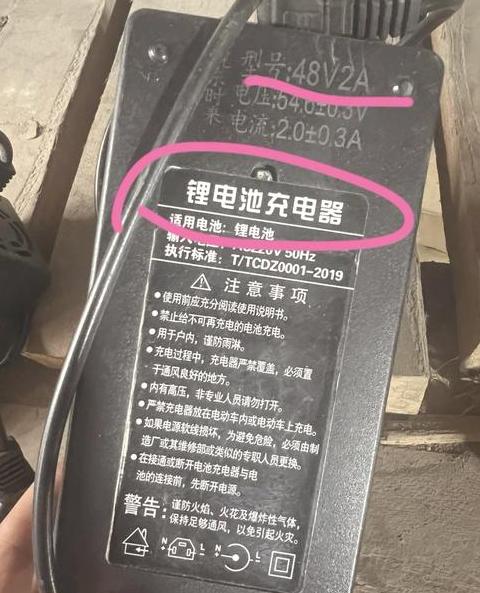 型号:48V2A
电压:54.6±0.5V
时来 电流:2.0±0.3A
锂电池充电器
适用电池: 锂电池
220V 50Hz
执行标准: T/TCDZ0001-2019
注意事项
●使用前应充分阅读使用说明书。
●禁止给不可再充电的电池充电。
●用于户内，谨防雨淋。
●充电过程中，充电器严禁覆盖，必须置
于通风良好的地方。
●内有高压，非专业人员请勿打开。
●严禁充电器放在电动车内或电动车上充电。
●如果电源软线损坏，为避免危险，必须由制
造厂或其维修部或类似的专职人员更换。
●在接通或断开电池充电器与电
池的连接前，先断开电源。
警告: 谨防火焰、火花及爆炸性气体，
保持足够通风，以免引起火灾。
N L N L